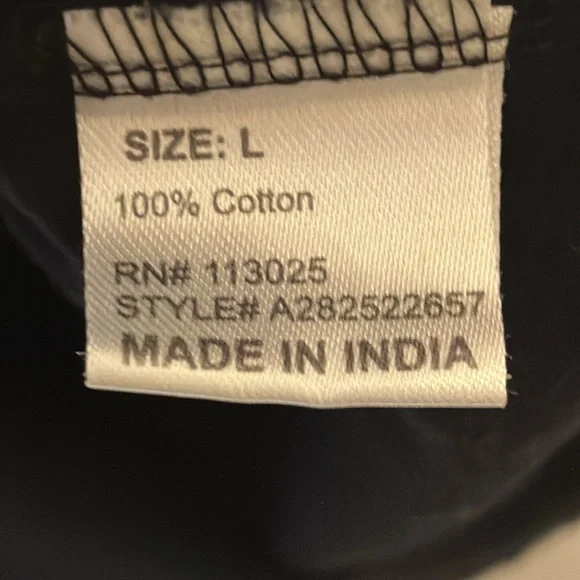 SIZE: L
100% Cotton
RN# 113025
STYLE# A282522657
MADE IN INDIA